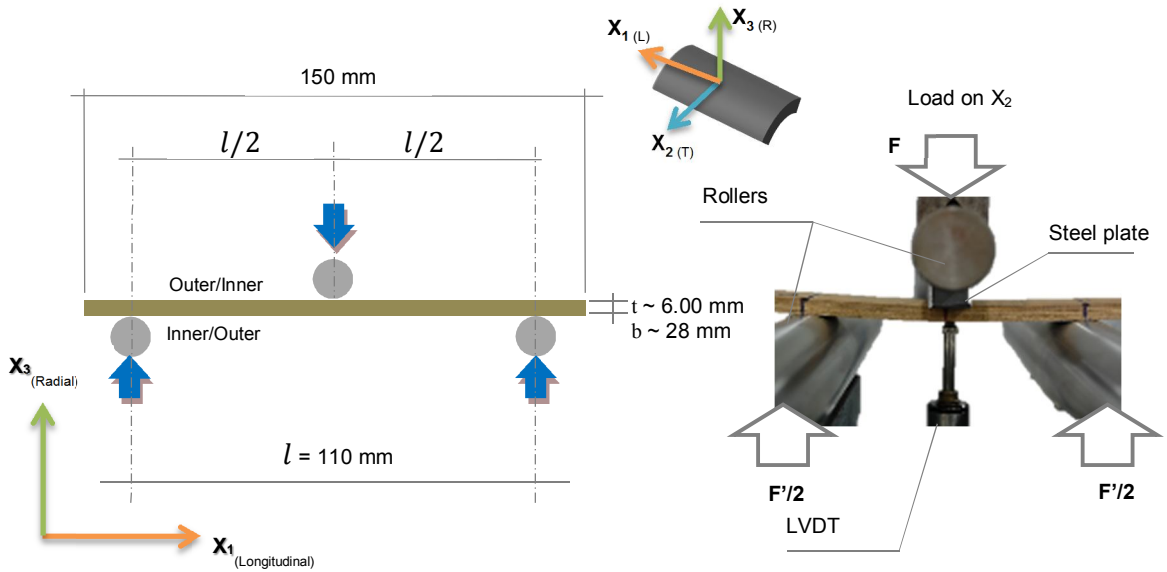 150 mm
l/2
l/2
Outer/Inner
Inner/Outer
t ~ 6.00 mm
b ~ 28 mm
X3
(Radial)
l = 110 mm
X1
(Longitudinal)
X1 (L)
X3 (R)
X2 (T)
Load on X2
F
Rollers
Steel plate
F'/2
F'/2
LVDT